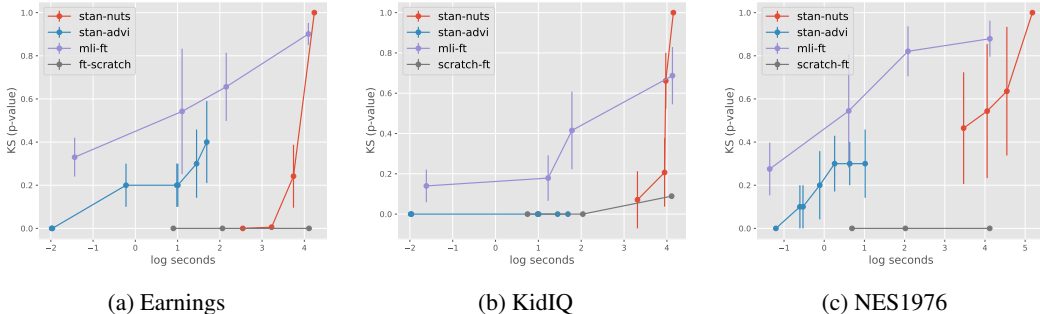 stan-nuts
stan-advi
mli-ft
ft-scratch
KS (p-value)
1.0
0.8
0.6
0.4
0.2
0.0
−2 −1 0 1 2 3 4
log seconds
(a) Earnings
stan-nuts
stan-advi
mli-ft
scratch-ft
KS (p-value)
1.0
0.8
0.6
0.4
0.2
0.0
−2 −1 0 1 2 3 4
log seconds
(b) KidIQ
stan-nuts
stan-advi
mli-ft
scratch-ft
KS (p-value)
1.0
0.8
0.6
0.4
0.2
0.0
−1 0 1 2 3 4 5
log seconds
(c) NES1976